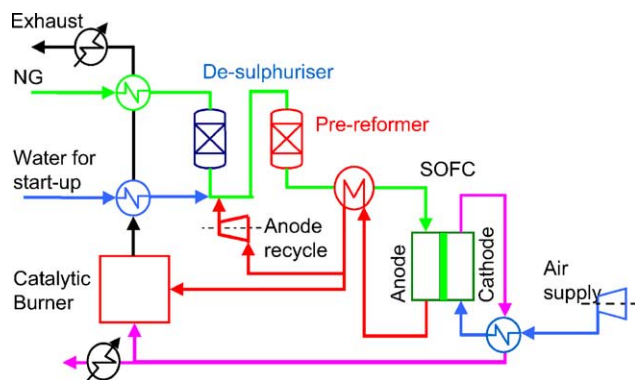 Exhaust
NG
De-sulphuriser
Pre-reformer
Water for
start-up
SOFC
Anode
recycle
Anode
Cathode
Air
supply
Catalytic
Burner